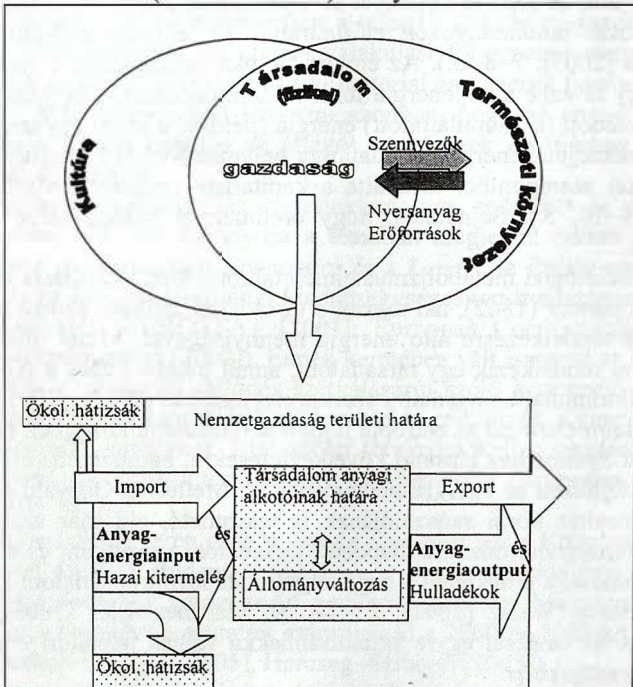 Társadalom
(fizikai)
Kultúra
Természeti környezet
gazdaság
Szennyezők
Nyersanyag
Erőforrások
Ökol. hátizsák
Nemzetgazdaság területi határa
Import
Társadalom anyagi
alkotóinak határa
Export
Anyag- és
energiainput
Hazai kitermelés
Állományváltozás
Anyag- és
energiaoutput
Hulladékok
Ökol. hátizsák